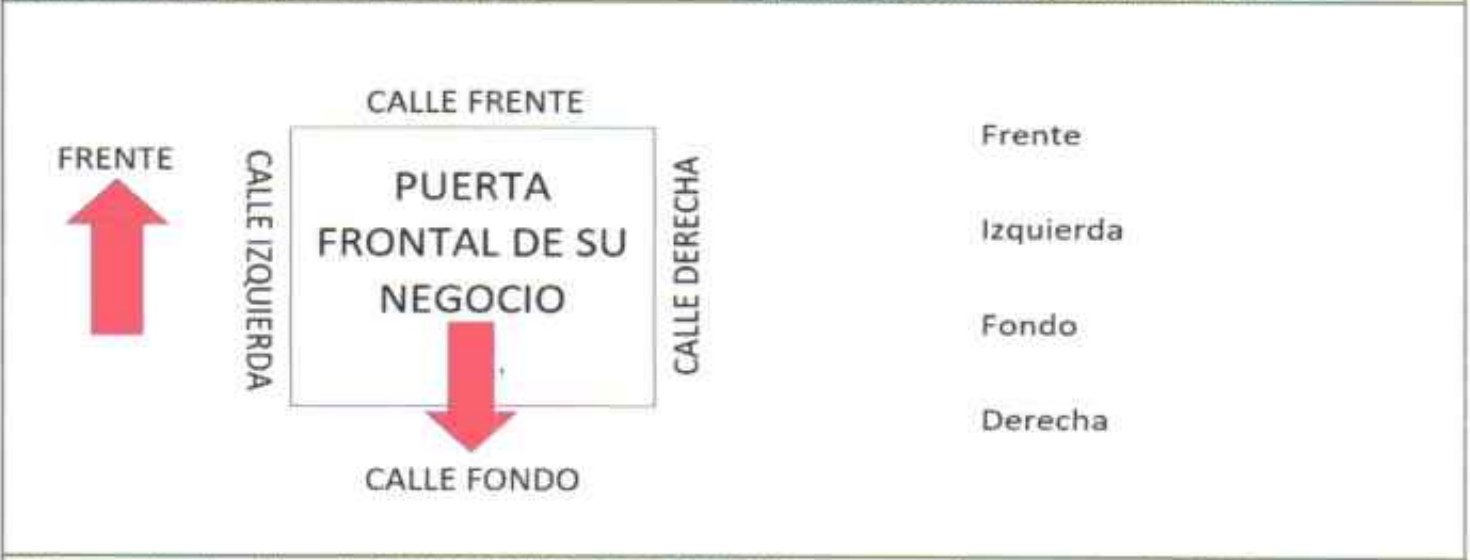 CALLE FRENTE
FRENTE
CALLE IZQUIERDA
PUERTA
FRONTAL DE SU
NEGOCIO
CALLE DERECHA
CALLE FONDO
Frente
Izquierda
Fondo
Derecha